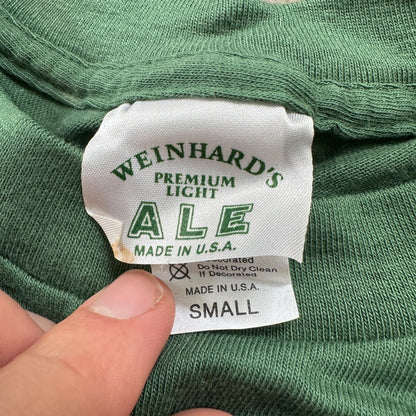 WEINHARD'S
PREMIUM
LIGHT
ALE
MADE IN U.S.A.
Decorated
Do Not Dry Clean
If Decorated
MADE IN U.S.A.
SMALL